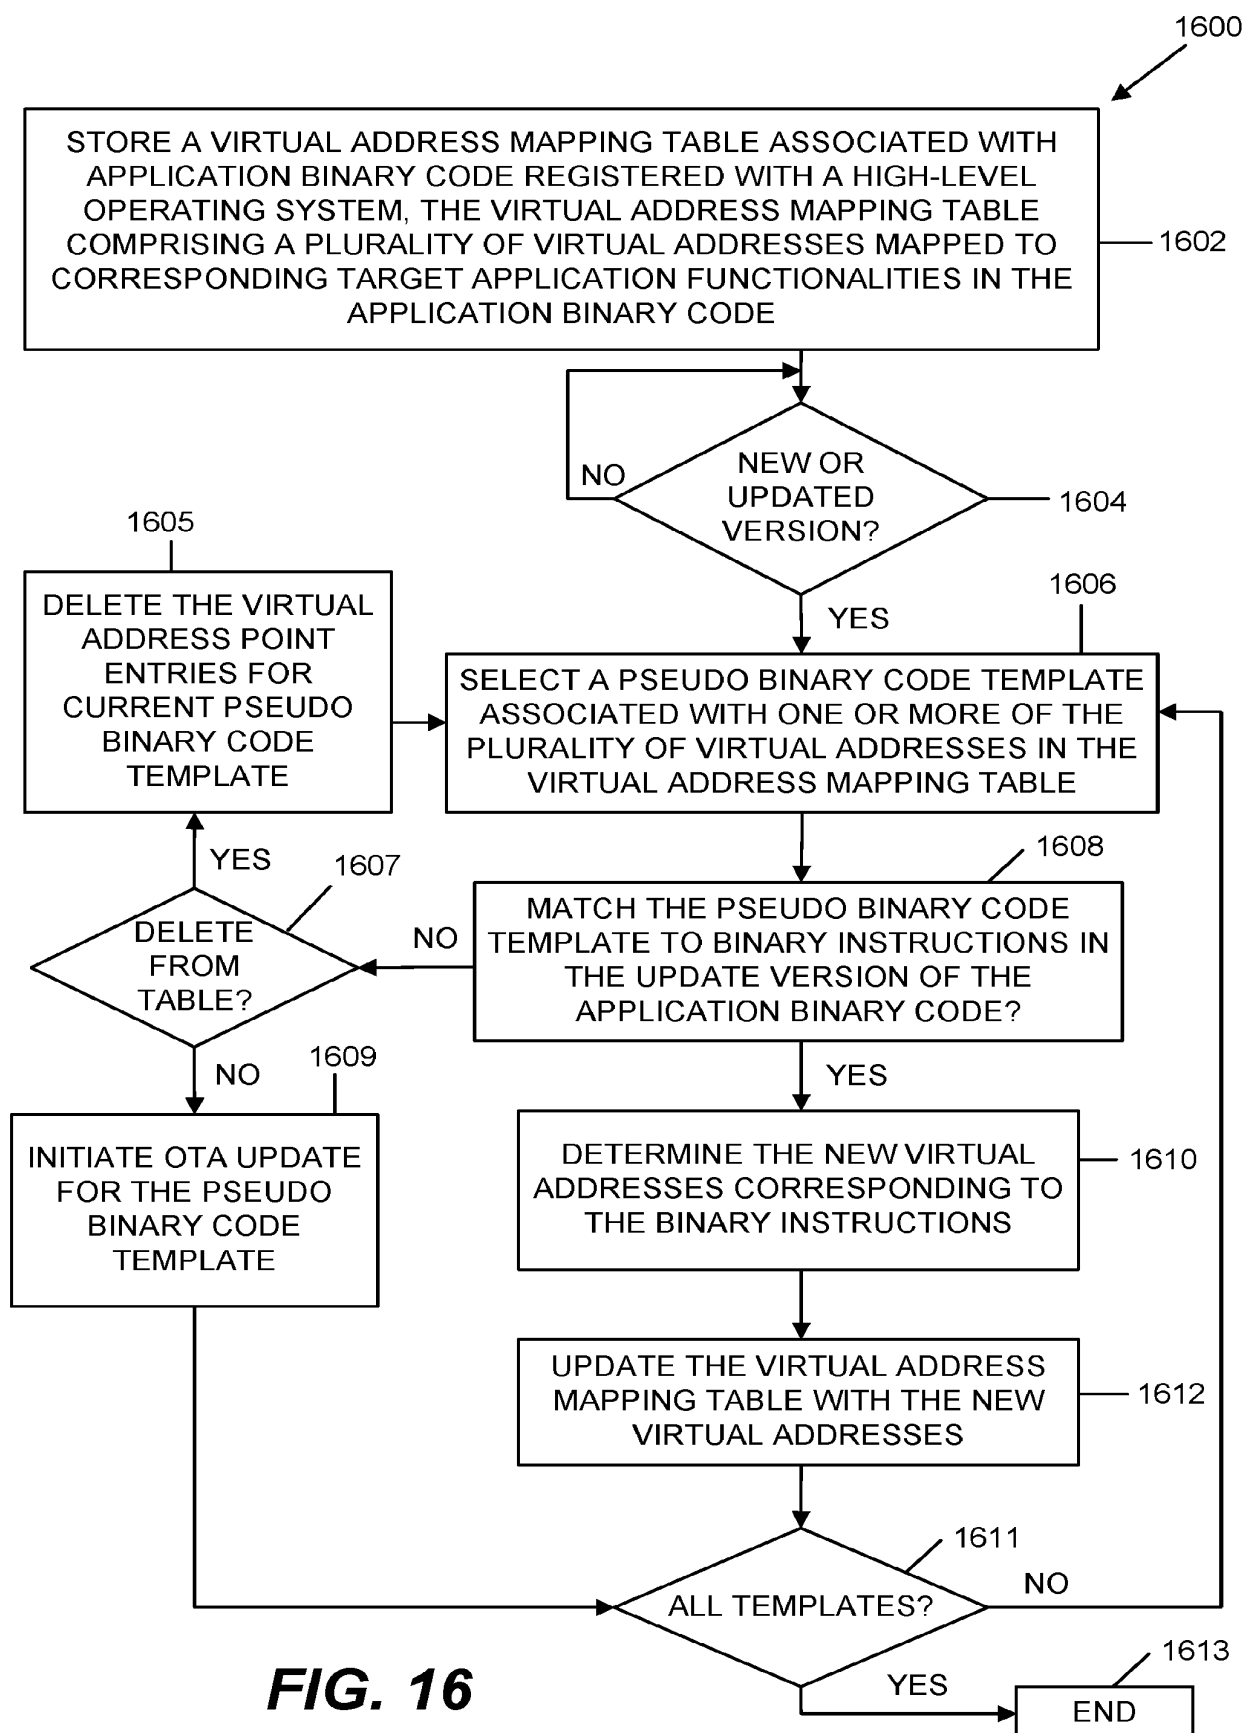 1600
STORE A VIRTUAL ADDRESS MAPPING TABLE ASSOCIATED WITH
APPLICATION BINARY CODE REGISTERED WITH A HIGH-LEVEL
OPERATING SYSTEM, THE VIRTUAL ADDRESS MAPPING TABLE
COMPRISING A PLURALITY OF VIRTUAL ADDRESSES MAPPED TO
CORRESPONDING TARGET APPLICATION FUNCTIONALITIES IN THE
APPLICATION BINARY CODE
1602
NO
NEW OR
UPDATED
VERSION?
1604
YES
1605
DELETE THE VIRTUAL
ADDRESS POINT
ENTRIES FOR
CURRENT PSEUDO
BINARY CODE
TEMPLATE
1606
SELECT A PSEUDO BINARY CODE TEMPLATE
ASSOCIATED WITH ONE OR MORE OF THE
PLURALITY OF VIRTUAL ADDRESSES IN THE
VIRTUAL ADDRESS MAPPING TABLE
YES
1607
DELETE
FROM
TABLE?
NO
1608
MATCH THE PSEUDO BINARY CODE
TEMPLATE TO BINARY INSTRUCTIONS IN
THE UPDATE VERSION OF THE
APPLICATION BINARY CODE?
NO
1609
YES
INITIATE OTA UPDATE
FOR THE PSEUDO
BINARY CODE
TEMPLATE
DETERMINE THE NEW VIRTUAL
ADDRESSES CORRESPONDING TO
THE BINARY INSTRUCTIONS
1610
UPDATE THE VIRTUAL ADDRESS
MAPPING TABLE WITH THE NEW
VIRTUAL ADDRESSES
1612
1611
ALL TEMPLATES?
NO
YES
1613
END
FIG. 16